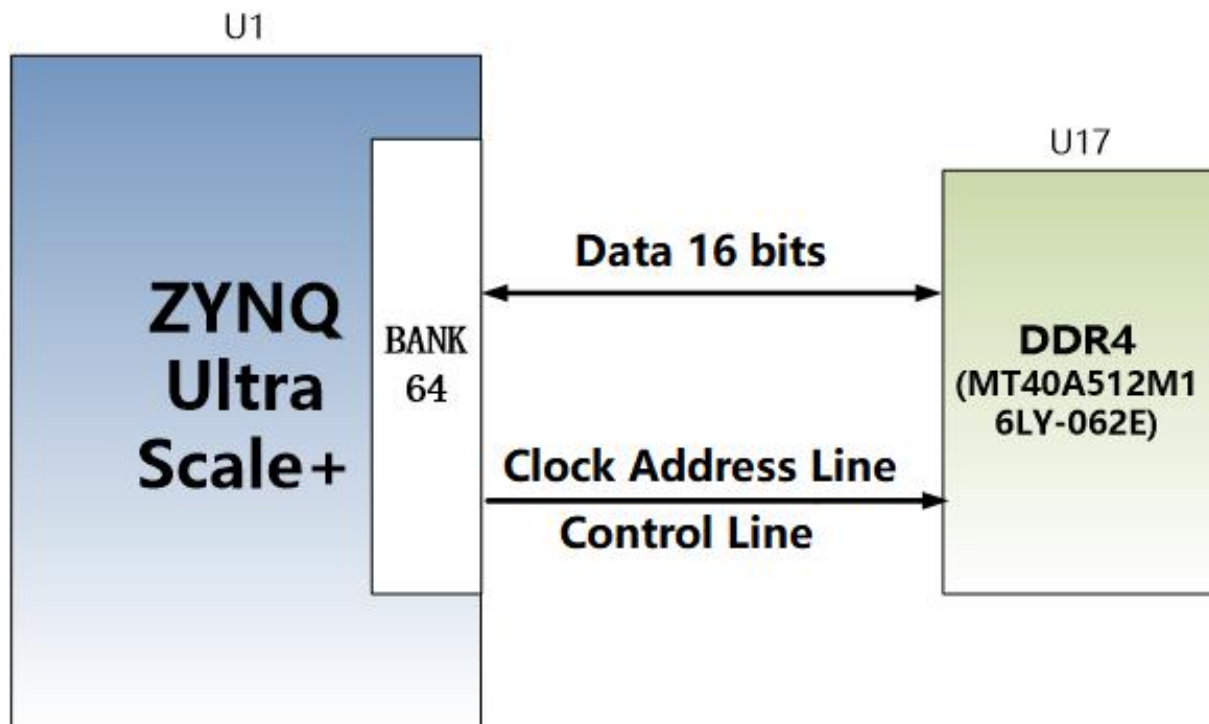 U1
U17
Data 16 bits
ZYNQ
Ultra
Scale+
BANK
64
DDR4
(MT40A512M1
6LY-062E)
Clock Address Line
Control Line